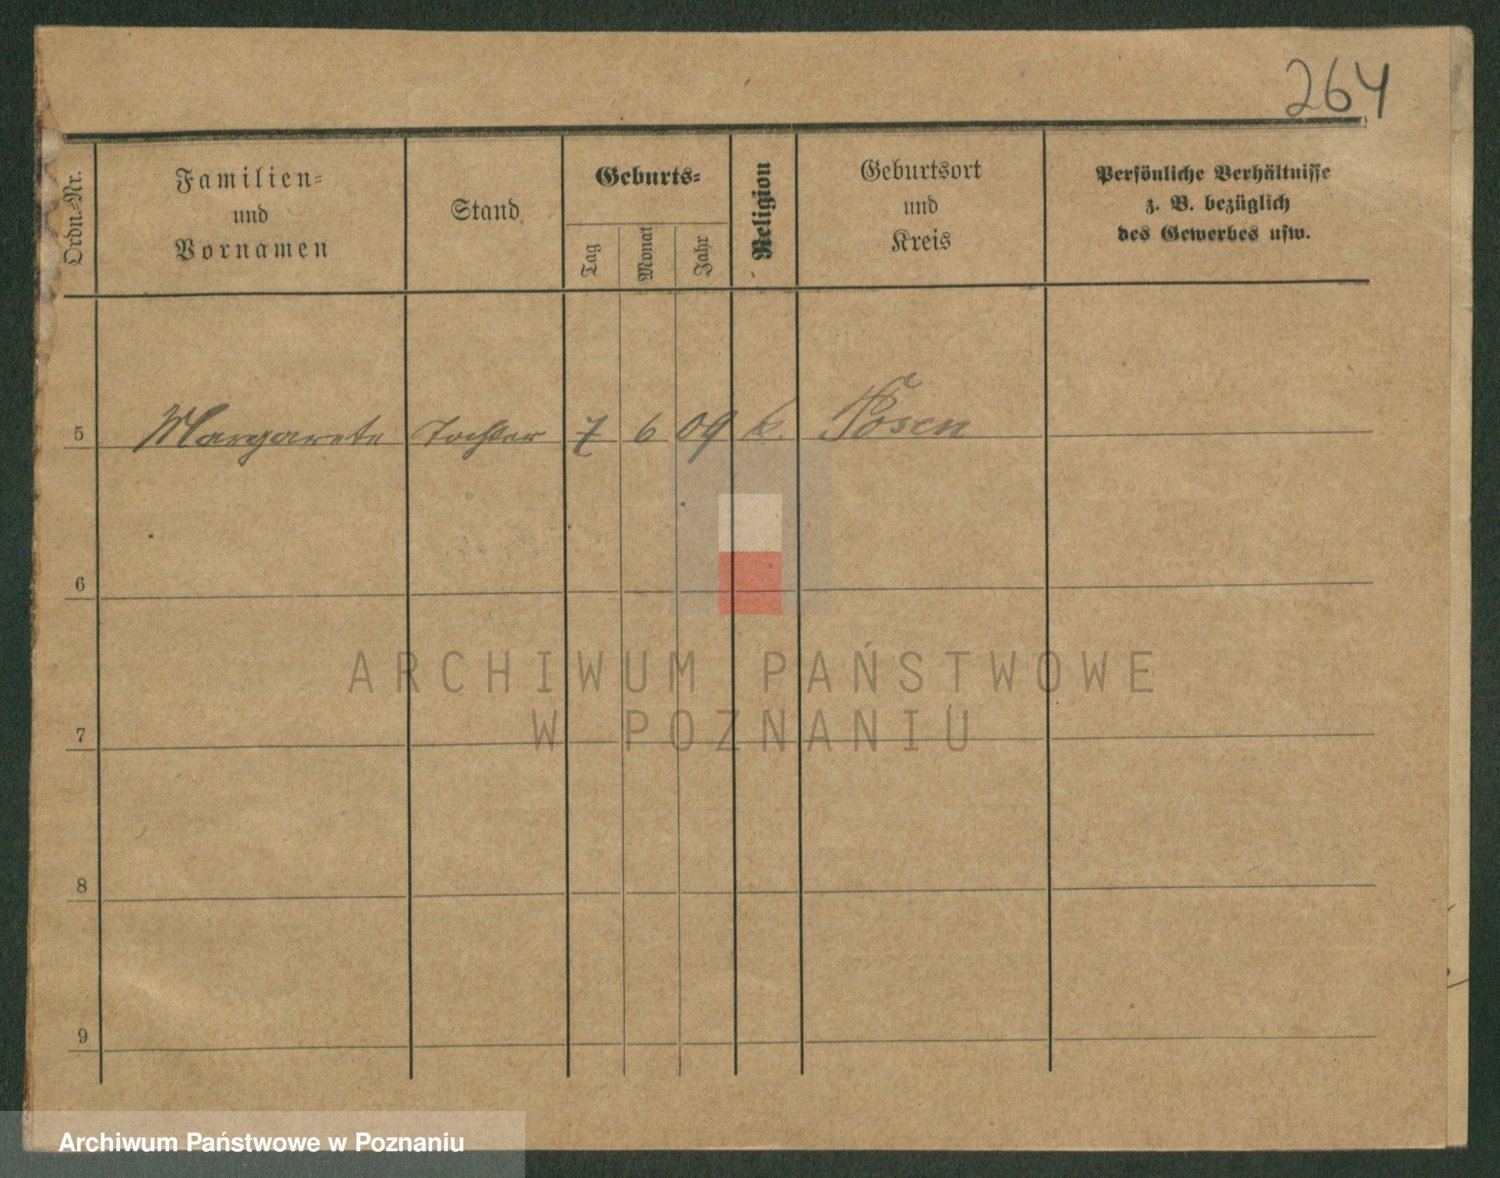 264
Ordn.-Nr.
Familien-
und
Vornamen
Stand
Geburts-
Tag
Monat
Jahr
Religion
Geburtsort
und
Kreis
Persönliche Verhältnisse
z. B. bezüglich
des Gewerbes usw.
5 Margarete Tochter 7 6 09 k. Posen
6
7
8
9
ARCHIWUM PAŃSTWOWE
W POZNANIU
Archiwum Państwowe w Poznaniu